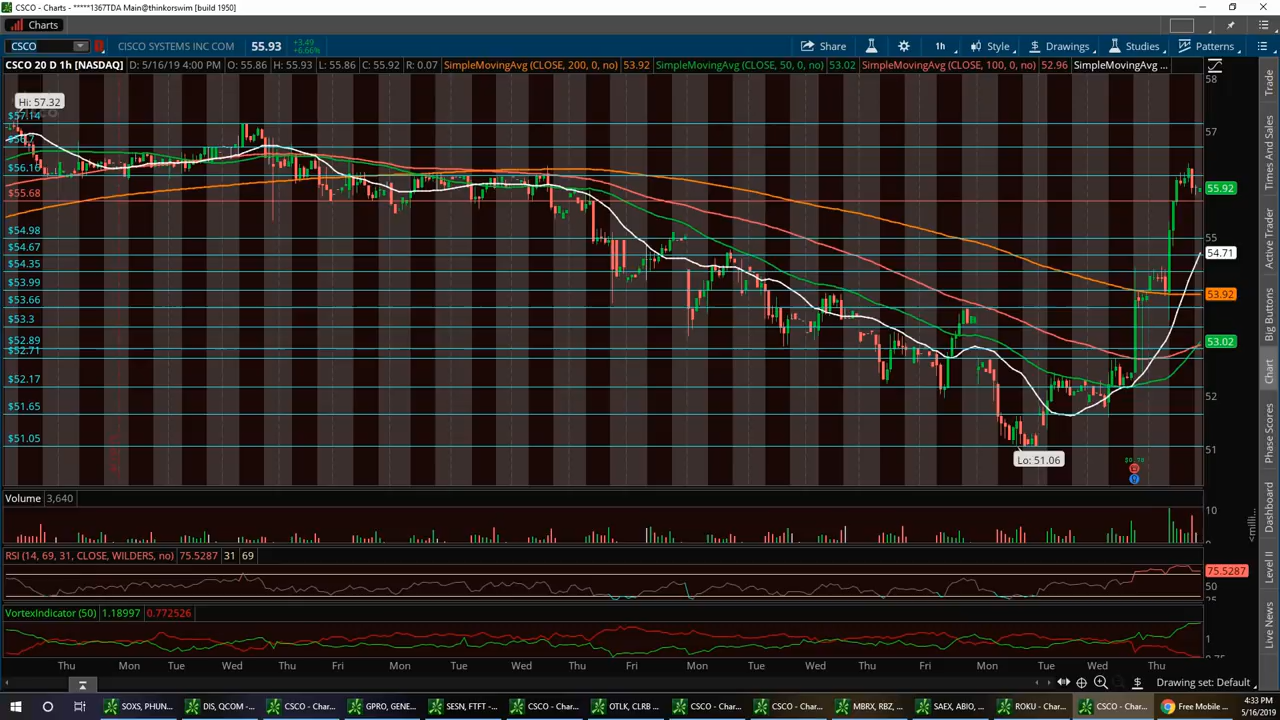 CSCO - Charts - *****1367TDA Main@thinkorswim [build 1950]
Charts
CSCO CISCO SYSTEMS INC COM 55.93 +3.49 +6.66% Share 1h Style Drawings Studies Patterns
CSCO 20 D 1h [NASDAQ] D: 5/16/19 4:00 PM O: 55.86 H: 55.93 L: 55.86 C: 55.92 R: 0.07 SimpleMovingAvg (CLOSE, 200, 0, no) 53.92 SimpleMovingAvg (CLOSE, 50, 0, no) 53.02 SimpleMovingAvg (CLOSE, 100, 0, no) 52.96 SimpleMovingAvg ...
Hi: 57.32
$57.14
$56.16
$55.68
$54.98
$54.67
$54.35
$53.99
$53.66
$53.3
$52.89
$52.71
$52.17
$51.65
$51.05
Lo: 51.06
58
57
55.92
55
54.71
53.92
53.02
52
51
Volume 3,640
10
<milli...
RSI (14, 69, 31, CLOSE, WILDERS, no) 75.5287 31 69
75.5287
50
VortexIndicator (50) 1.18997 0.772526
1
Thu Mon Tue Wed Thu Fri Mon Tue Wed Thu Fri Mon Tue Wed Thu Fri Mon Tue Wed Thu
Drawing set: Default
Trade
Times And Sales
Active Trader
Big Buttons
Chart
Phase Scores
Dashboard
Level II
Live News
SOXS, PHUN... DIS, QCOM -... CSCO - Char... GPRO, GENE... SESN, FTFT - ... CSCO - Char... OTLK, CLRB ... CSCO - Char... CSCO - Char... MBRX, RBZ, ... SAEX, ABIO, ... ROKU - Char... CSCO - Char... Free Mobile ...
4:33 PM
5/16/2019